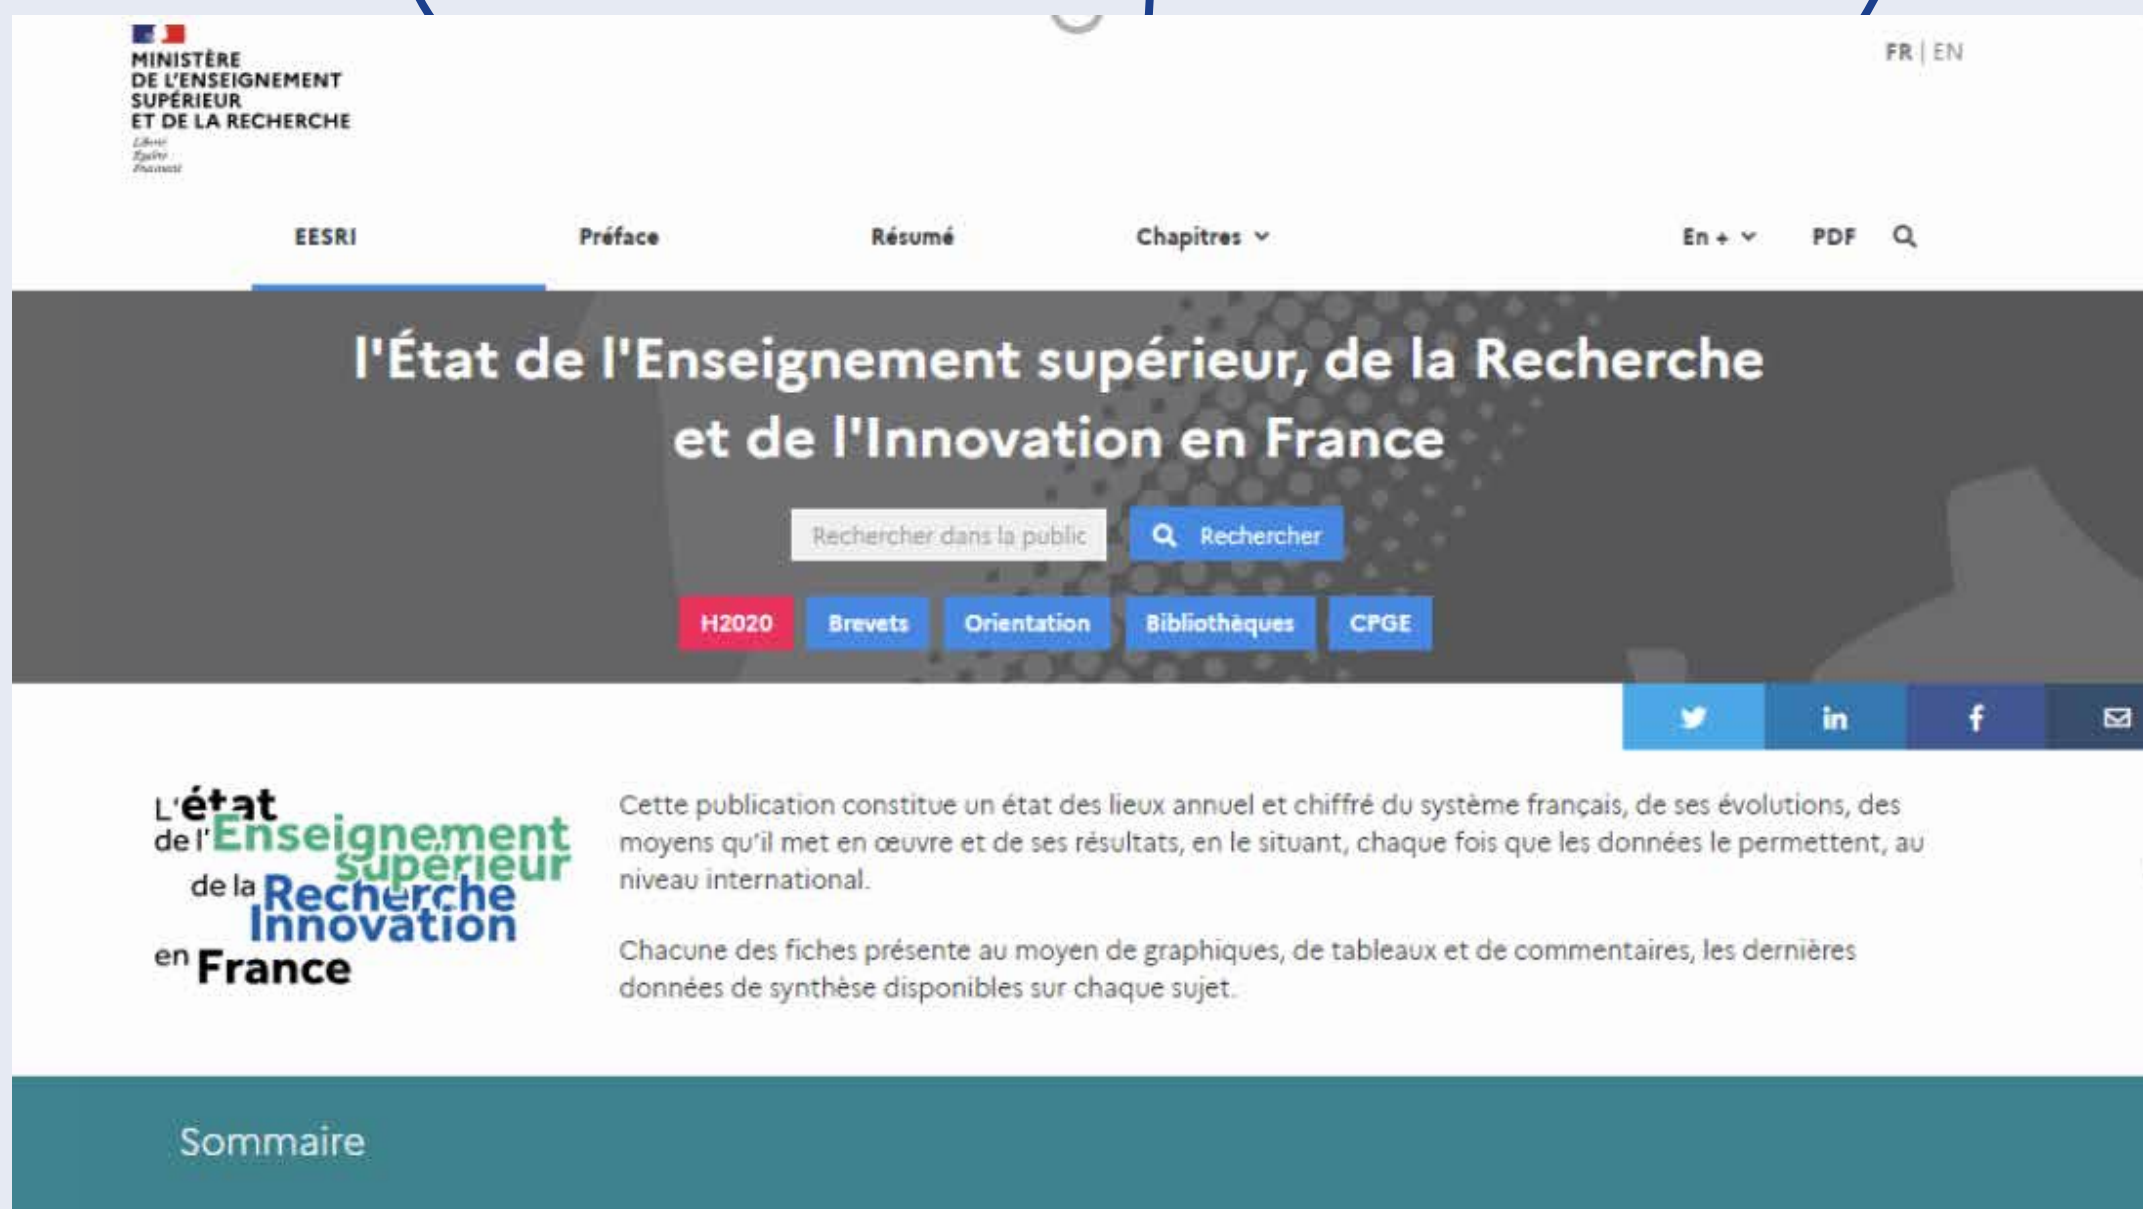 MINISTÈRE
DE L'ENSEIGNEMENT
SUPÉRIEUR
ET DE LA RECHERCHE
Liberté
Égalité
Fraternité
FR | EN
EESRI Préface Résumé Chapitres En + PDF
l'État de l'Enseignement supérieur, de la Recherche
et de l'Innovation en France
Rechercher dans la public Rechercher
H2020 Brevets Orientation Bibliothèques CPGE
L'état
de l'Enseignement
supérieur
de la Recherche
Innovation
en France
Cette publication constitue un état des lieux annuel et chiffré du système français, de ses évolutions, des
moyens qu'il met en œuvre et de ses résultats, en le situant, chaque fois que les données le permettent, au
niveau international.
Chacune des fiches présente au moyen de graphiques, de tableaux et de commentaires, les dernières
données de synthèse disponibles sur chaque sujet.
Sommaire